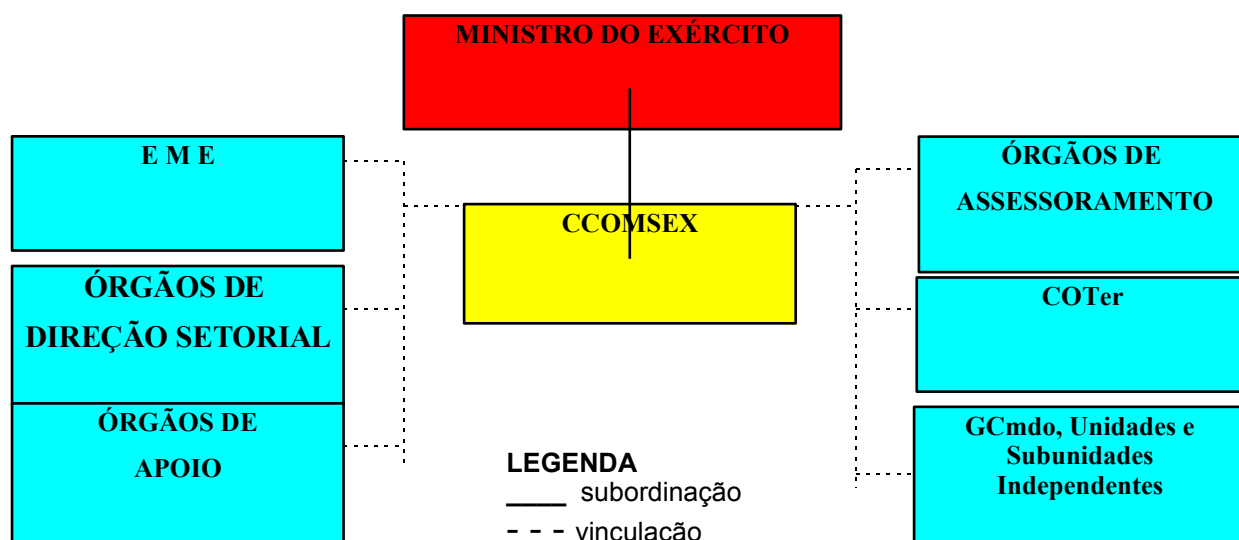 MINISTRO DO EXÉRCITO
E M E
ÓRGÃOS DE
ASSESSORAMENTO
CCOMSEX
ÓRGÃOS DE
DIREÇÃO SETORIAL
COTer
ÓRGÃOS DE
APOIO
GCmdo, Unidades e
Subunidades
Independentes
LEGENDA
____ subordinação
- - - vinculação